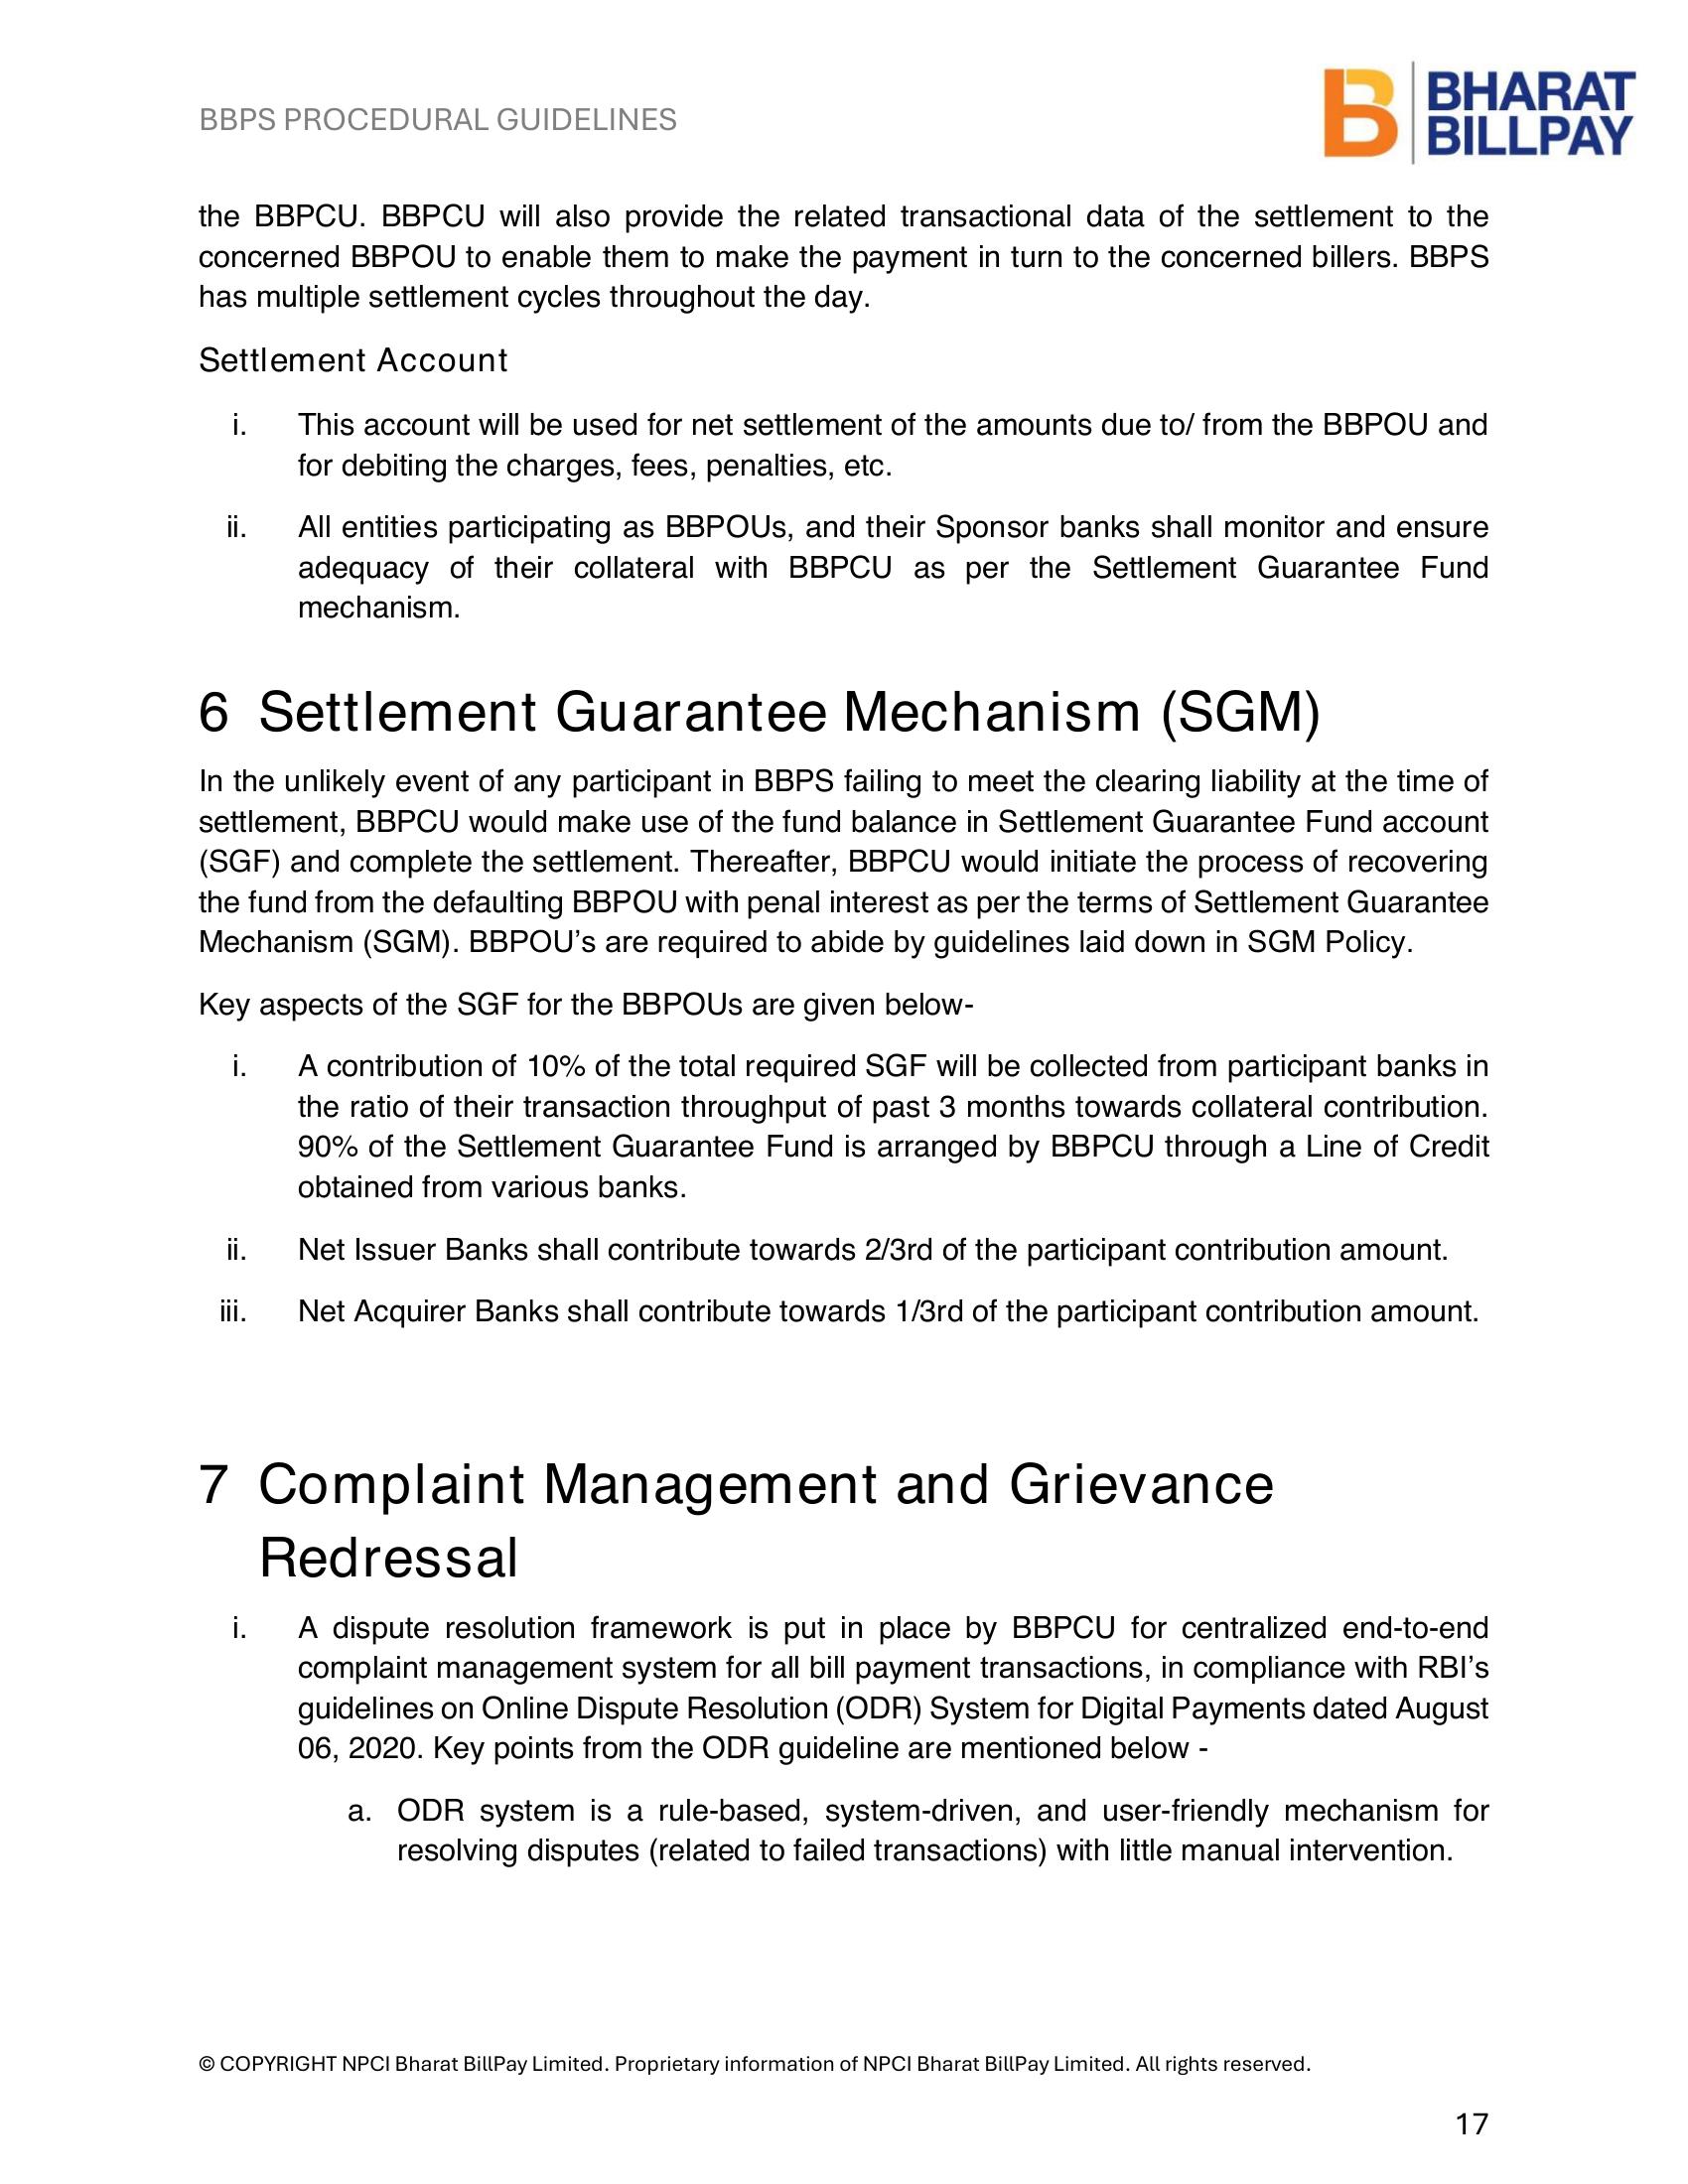 BBPS PROCEDURAL GUIDELINES
BHARAT
BILLPAY
the BBPCU. BBPCU will also provide the related transactional data of the settlement to the
concerned BBPOU to enable them to make the payment in turn to the concerned billers. BBPS
has multiple settlement cycles throughout the day.
Settlement Account
i. This account will be used for net settlement of the amounts due to/ from the BBPOU and
for debiting the charges, fees, penalties, etc.
ii. All entities participating as BBPOUs, and their Sponsor banks shall monitor and ensure
adequacy of their collateral with BBPCU as per the Settlement Guarantee Fund
mechanism.
6 Settlement Guarantee Mechanism (SGM)
In the unlikely event of any participant in BBPS failing to meet the clearing liability at the time of
settlement, BBPCU would make use of the fund balance in Settlement Guarantee Fund account
(SGF) and complete the settlement. Thereafter, BBPCU would initiate the process of recovering
the fund from the defaulting BBPOU with penal interest as per the terms of Settlement Guarantee
Mechanism (SGM). BBPOU’s are required to abide by guidelines laid down in SGM Policy.
Key aspects of the SGF for the BBPOUs are given below-
i. A contribution of 10% of the total required SGF will be collected from participant banks in
the ratio of their transaction throughput of past 3 months towards collateral contribution.
90% of the Settlement Guarantee Fund is arranged by BBPCU through a Line of Credit
obtained from various banks.
ii. Net Issuer Banks shall contribute towards 2/3rd of the participant contribution amount.
iii. Net Acquirer Banks shall contribute towards 1/3rd of the participant contribution amount.
7 Complaint Management and Grievance
Redressal
i. A dispute resolution framework is put in place by BBPCU for centralized end-to-end
complaint management system for all bill payment transactions, in compliance with RBI’s
guidelines on Online Dispute Resolution (ODR) System for Digital Payments dated August
06, 2020. Key points from the ODR guideline are mentioned below -
a. ODR system is a rule-based, system-driven, and user-friendly mechanism for
resolving disputes (related to failed transactions) with little manual intervention.
© COPYRIGHT NPCI Bharat BillPay Limited. Proprietary information of NPCI Bharat BillPay Limited. All rights reserved.
17